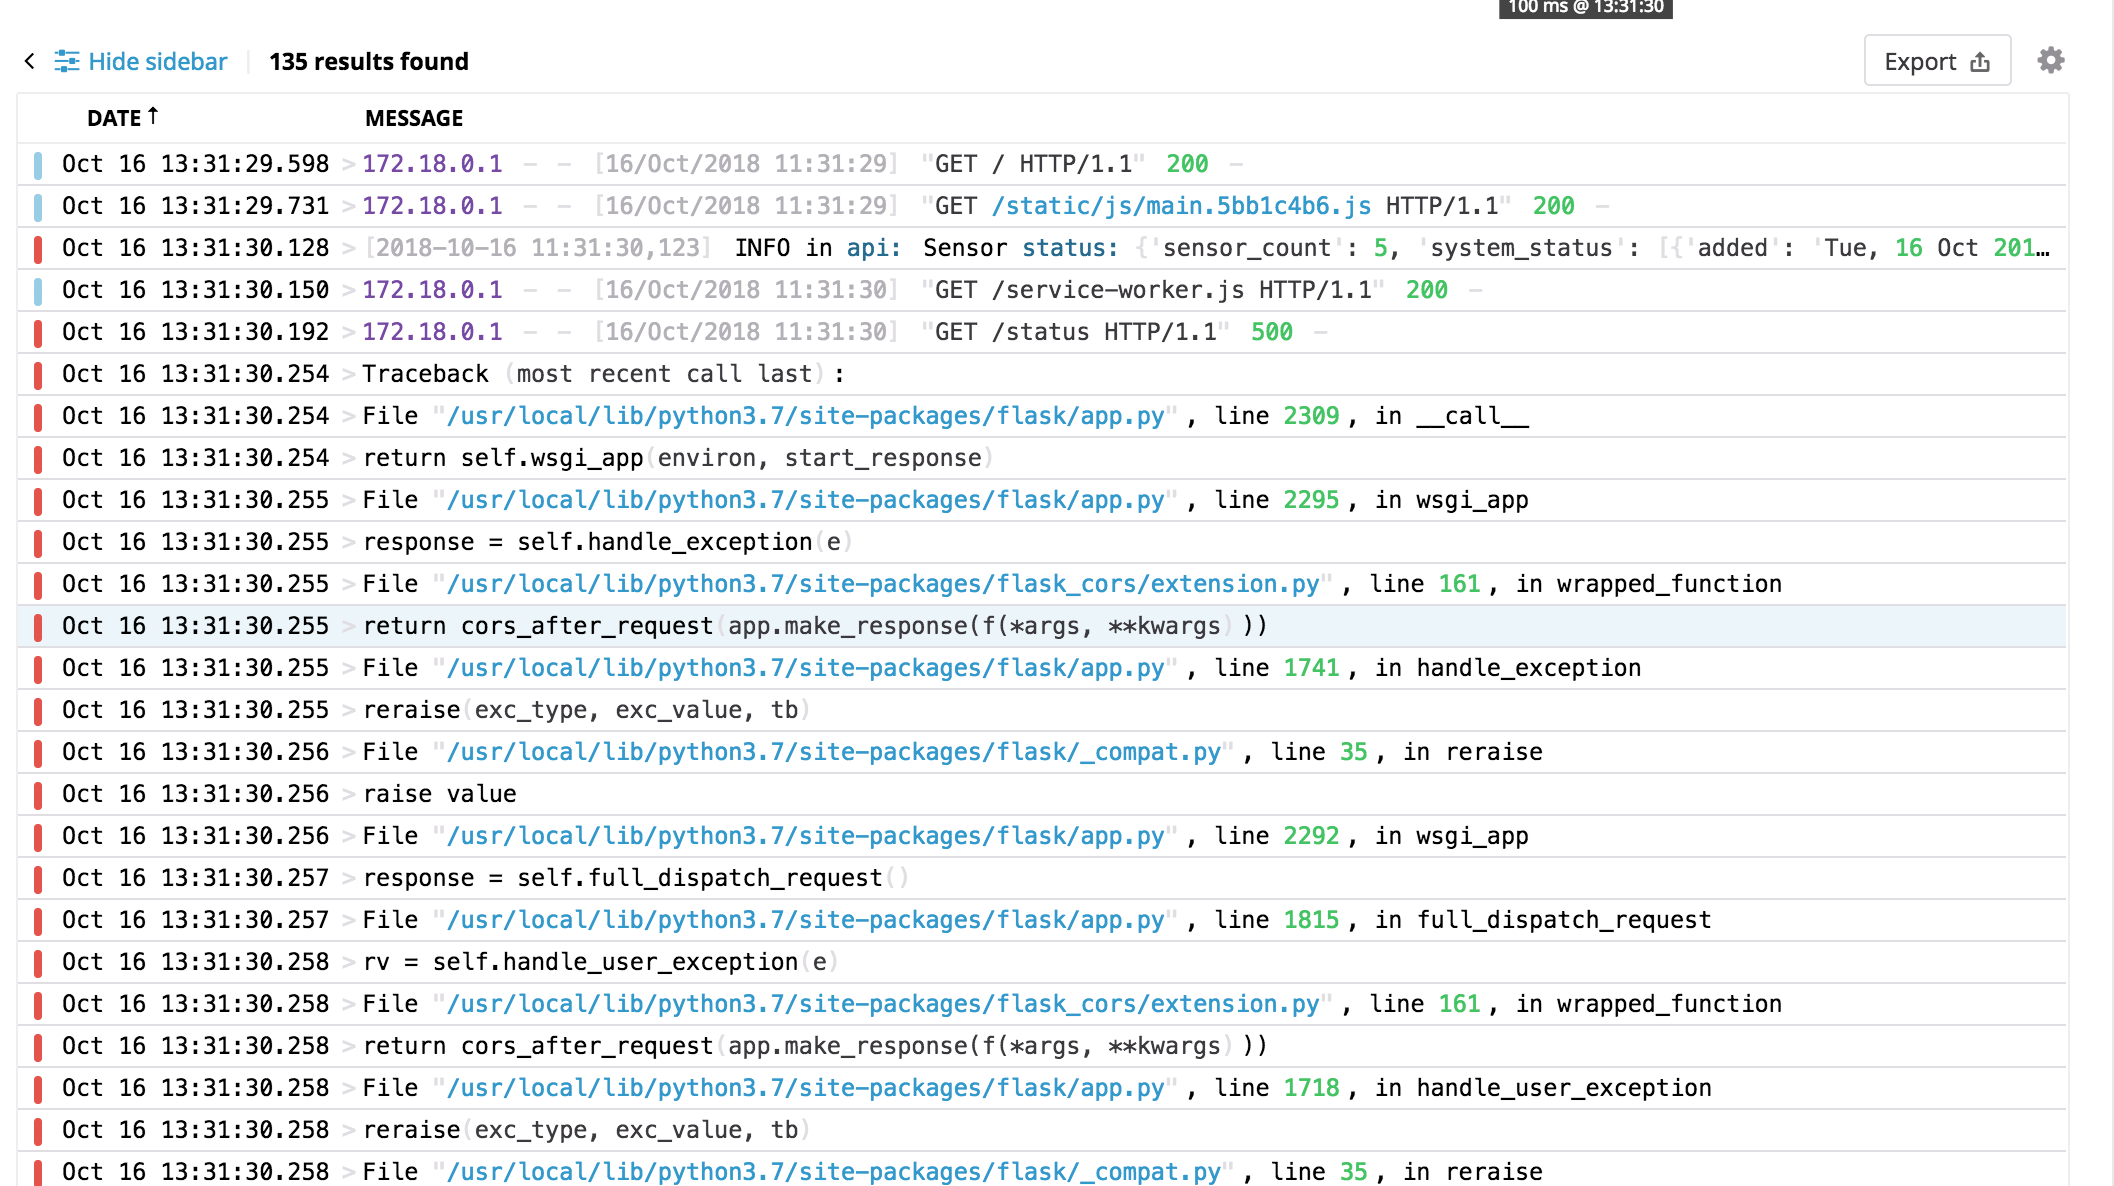 100 ms @ 13:31:30
Hide sidebar 135 results found Export
DATE ↑ MESSAGE
Oct 16 13:31:29.598 > 172.18.0.1 – – [16/Oct/2018 11:31:29] "GET / HTTP/1.1" 200 –
Oct 16 13:31:29.731 > 172.18.0.1 – – [16/Oct/2018 11:31:29] "GET /static/js/main.5bb1c4b6.js HTTP/1.1" 200 –
Oct 16 13:31:30.128 > [2018-10-16 11:31:30,123] INFO in api: Sensor status: {'sensor_count': 5, 'system_status': [{'added': 'Tue, 16 Oct 201…
Oct 16 13:31:30.150 > 172.18.0.1 – – [16/Oct/2018 11:31:30] "GET /service-worker.js HTTP/1.1" 200 –
Oct 16 13:31:30.192 > 172.18.0.1 – – [16/Oct/2018 11:31:30] "GET /status HTTP/1.1" 500 –
Oct 16 13:31:30.254 > Traceback (most recent call last):
Oct 16 13:31:30.254 > File "/usr/local/lib/python3.7/site-packages/flask/app.py", line 2309, in __call__
Oct 16 13:31:30.254 > return self.wsgi_app(environ, start_response)
Oct 16 13:31:30.255 > File "/usr/local/lib/python3.7/site-packages/flask/app.py", line 2295, in wsgi_app
Oct 16 13:31:30.255 > response = self.handle_exception(e)
Oct 16 13:31:30.255 > File "/usr/local/lib/python3.7/site-packages/flask_cors/extension.py", line 161, in wrapped_function
Oct 16 13:31:30.255 > return cors_after_request(app.make_response(f(*args, **kwargs)))
Oct 16 13:31:30.255 > File "/usr/local/lib/python3.7/site-packages/flask/app.py", line 1741, in handle_exception
Oct 16 13:31:30.255 > reraise(exc_type, exc_value, tb)
Oct 16 13:31:30.256 > File "/usr/local/lib/python3.7/site-packages/flask/_compat.py", line 35, in reraise
Oct 16 13:31:30.256 > raise value
Oct 16 13:31:30.256 > File "/usr/local/lib/python3.7/site-packages/flask/app.py", line 2292, in wsgi_app
Oct 16 13:31:30.257 > response = self.full_dispatch_request()
Oct 16 13:31:30.257 > File "/usr/local/lib/python3.7/site-packages/flask/app.py", line 1815, in full_dispatch_request
Oct 16 13:31:30.258 > rv = self.handle_user_exception(e)
Oct 16 13:31:30.258 > File "/usr/local/lib/python3.7/site-packages/flask_cors/extension.py", line 161, in wrapped_function
Oct 16 13:31:30.258 > return cors_after_request(app.make_response(f(*args, **kwargs)))
Oct 16 13:31:30.258 > File "/usr/local/lib/python3.7/site-packages/flask/app.py", line 1718, in handle_user_exception
Oct 16 13:31:30.258 > reraise(exc_type, exc_value, tb)
Oct 16 13:31:30.258 > File "/usr/local/lib/python3.7/site-packages/flask/_compat.py", line 35, in reraise